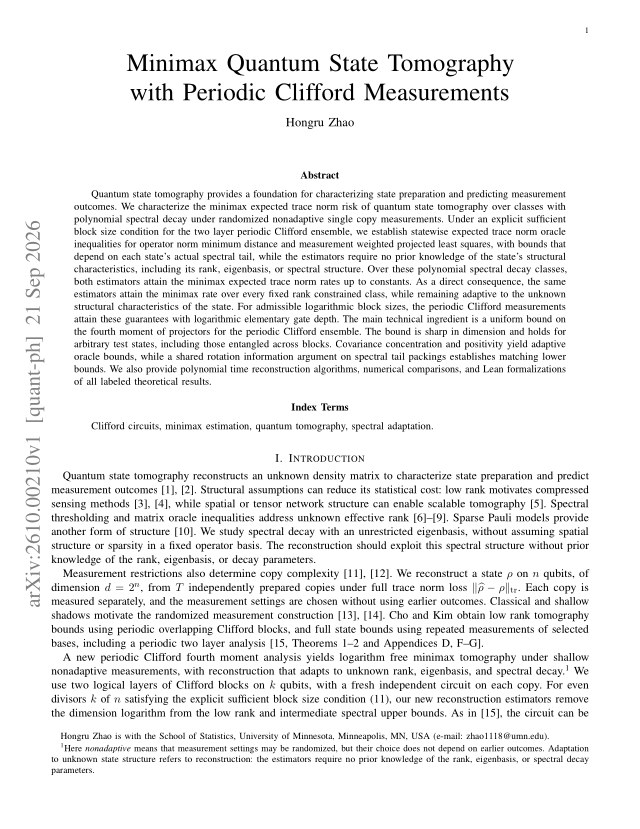 1
Minimax Quantum State Tomography
with Periodic Clifford Measurements
Hongru Zhao
Abstract
Quantum state tomography provides a foundation for characterizing state preparation and predicting measurement
outcomes. We characterize the minimax expected trace norm risk of quantum state tomography over classes with
polynomial spectral decay under randomized nonadaptive single copy measurements. Under an explicit sufficient
block size condition for the two layer periodic Clifford ensemble, we establish statewise expected trace norm oracle
inequalities for operator norm minimum distance and measurement weighted projected least squares, with bounds that
depend on each state's actual spectral tail, while the estimators require no prior knowledge of the state's structural
characteristics, including its rank, eigenbasis, or spectral structure. Over these polynomial spectral decay classes,
both estimators attain the minimax expected trace norm rates up to constants. As a direct consequence, the same
estimators attain the minimax rate over every fixed rank constrained class, while remaining adaptive to the unknown
structural characteristics of the state. For admissible logarithmic block sizes, the periodic Clifford measurements
attain these guarantees with logarithmic elementary gate depth. The main technical ingredient is a uniform bound on
the fourth moment of projectors for the periodic Clifford ensemble. The bound is sharp in dimension and holds for
arbitrary test states, including those entangled across blocks. Covariance concentration and positivity yield adaptive
oracle bounds, while a shared rotation information argument on spectral tail packings establishes matching lower
bounds. We also provide polynomial time reconstruction algorithms, numerical comparisons, and Lean formalizations
of all labeled theoretical results.
Index Terms
Clifford circuits, minimax estimation, quantum tomography, spectral adaptation.
I. INTRODUCTION
Quantum state tomography reconstructs an unknown density matrix to characterize state preparation and predict
measurement outcomes [1], [2]. Structural assumptions can reduce its statistical cost: low rank motivates compressed
sensing methods [3], [4], while spatial or tensor network structure can enable scalable tomography [5]. Spectral
thresholding and matrix oracle inequalities address unknown effective rank [6]–[9]. Sparse Pauli models provide
another form of structure [10]. We study spectral decay with an unrestricted eigenbasis, without assuming spatial
structure or sparsity in a fixed operator basis. The reconstruction should exploit this spectral structure without prior
knowledge of the rank, eigenbasis, or decay parameters.
Measurement restrictions also determine copy complexity [11], [12]. We reconstruct a state ρ on n qubits, of
dimension d = 2ⁿ, from T independently prepared copies under full trace norm loss ‖ρ̂ − ρ‖tr. Each copy is
measured separately, and the measurement settings are chosen without using earlier outcomes. Classical and shallow
shadows motivate the randomized measurement construction [13], [14]. Cho and Kim obtain low rank tomography
bounds using periodic overlapping Clifford blocks, and full state bounds using repeated measurements of selected
bases, including a periodic two layer analysis [15, Theorems 1–2 and Appendices D, F–G].
A new periodic Clifford fourth moment analysis yields logarithm free minimax tomography under shallow
nonadaptive measurements, with reconstruction that adapts to unknown rank, eigenbasis, and spectral decay.¹ We
use two logical layers of Clifford blocks on k qubits, with a fresh independent circuit on each copy. For even
divisors k of n satisfying the explicit sufficient block size condition (11), our new reconstruction estimators remove
the dimension logarithm from the low rank and intermediate spectral upper bounds. As in [15], the circuit can be
Hongru Zhao is with the School of Statistics, University of Minnesota, Minneapolis, MN, USA (e-mail: zhao1118@umn.edu).
¹Here nonadaptive means that measurement settings may be randomized, but their choice does not depend on earlier outcomes. Adaptation
to unknown state structure refers to reconstruction: the estimators require no prior knowledge of the rank, eigenbasis, or spectral decay
parameters.
arXiv:2610.00210v1 [quant-ph] 21 Sep 2026